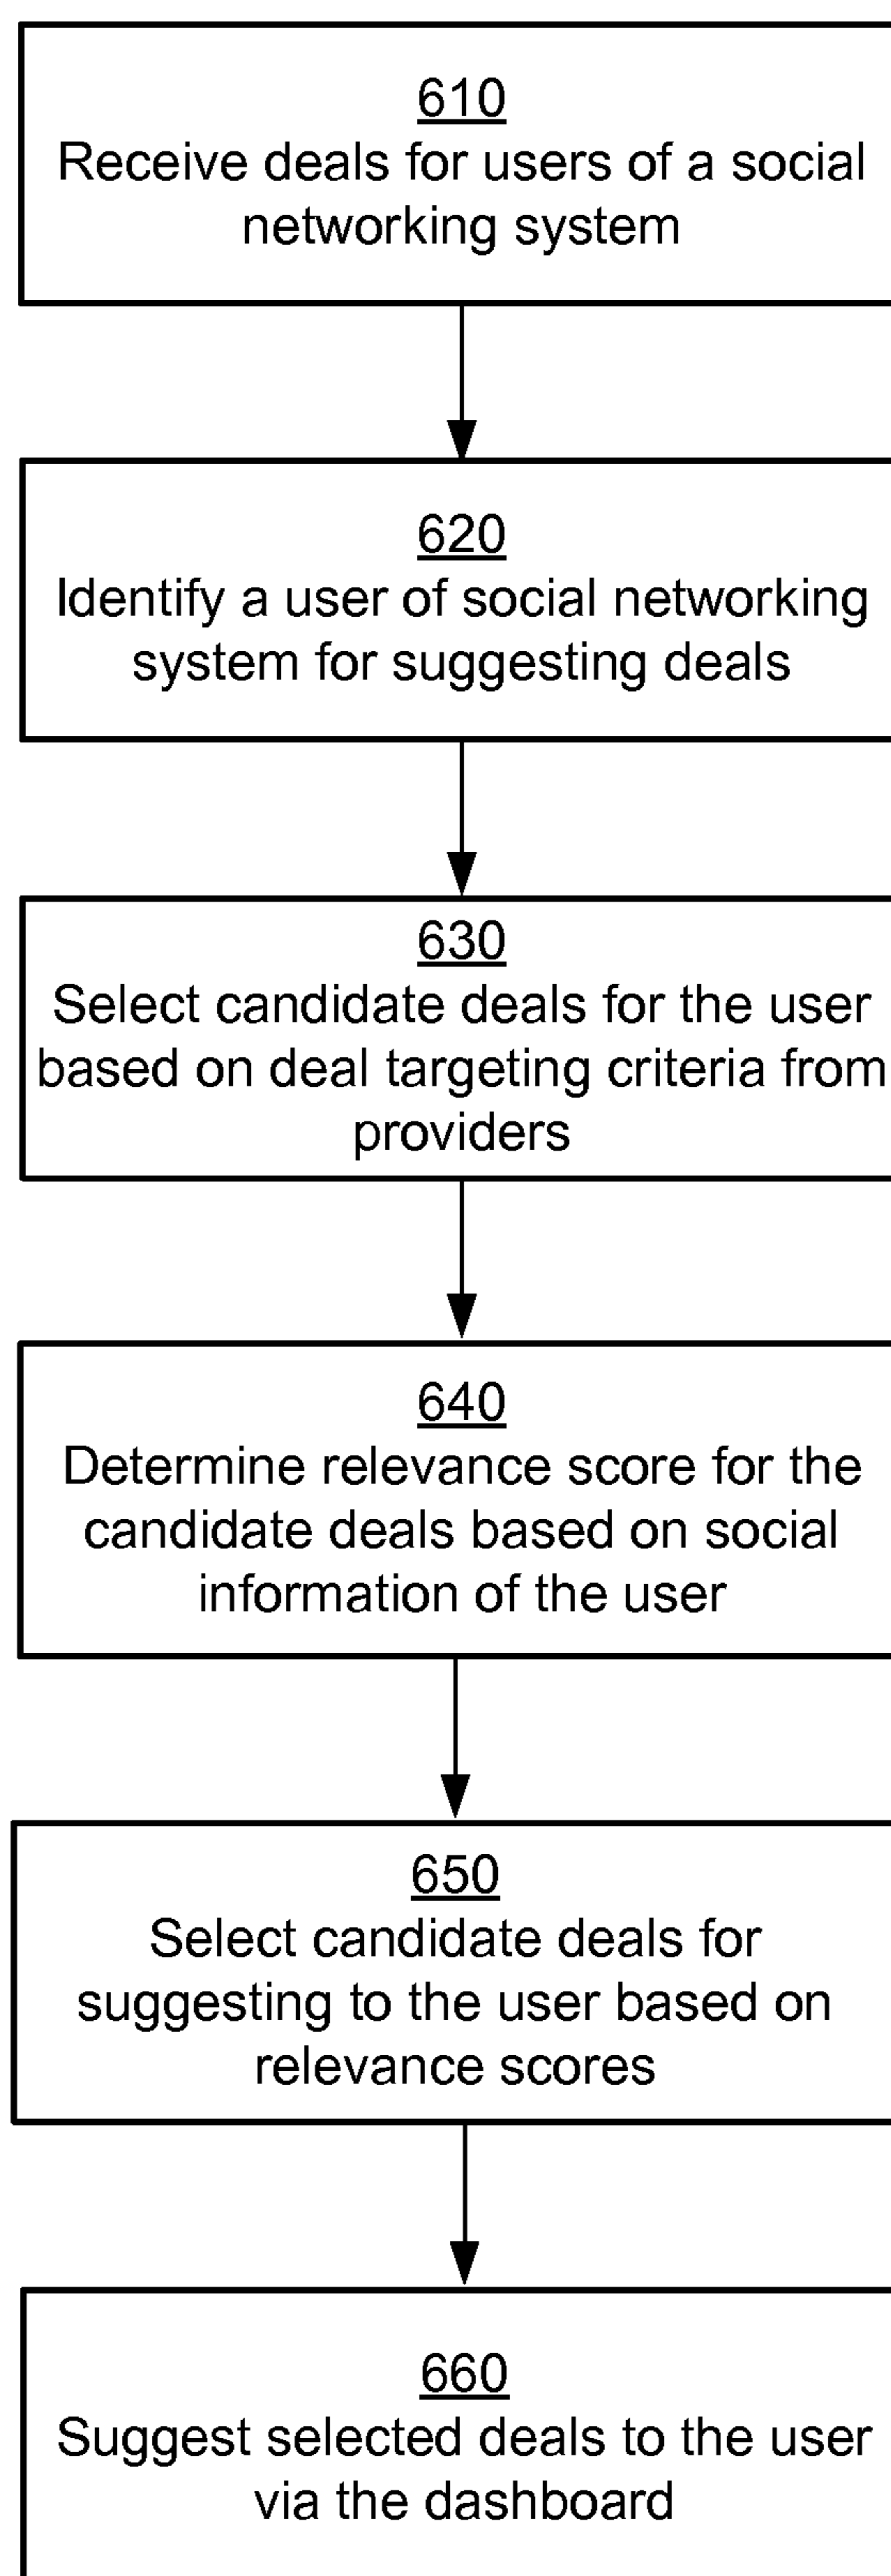 610
Receive deals for users of a social
networking system
620
Identify a user of social networking
system for suggesting deals
630
Select candidate deals for the user
based on deal targeting criteria from
providers
640
Determine relevance score for the
candidate deals based on social
information of the user
650
Select candidate deals for
suggesting to the user based on
relevance scores
660
Suggest selected deals to the user
via the dashboard